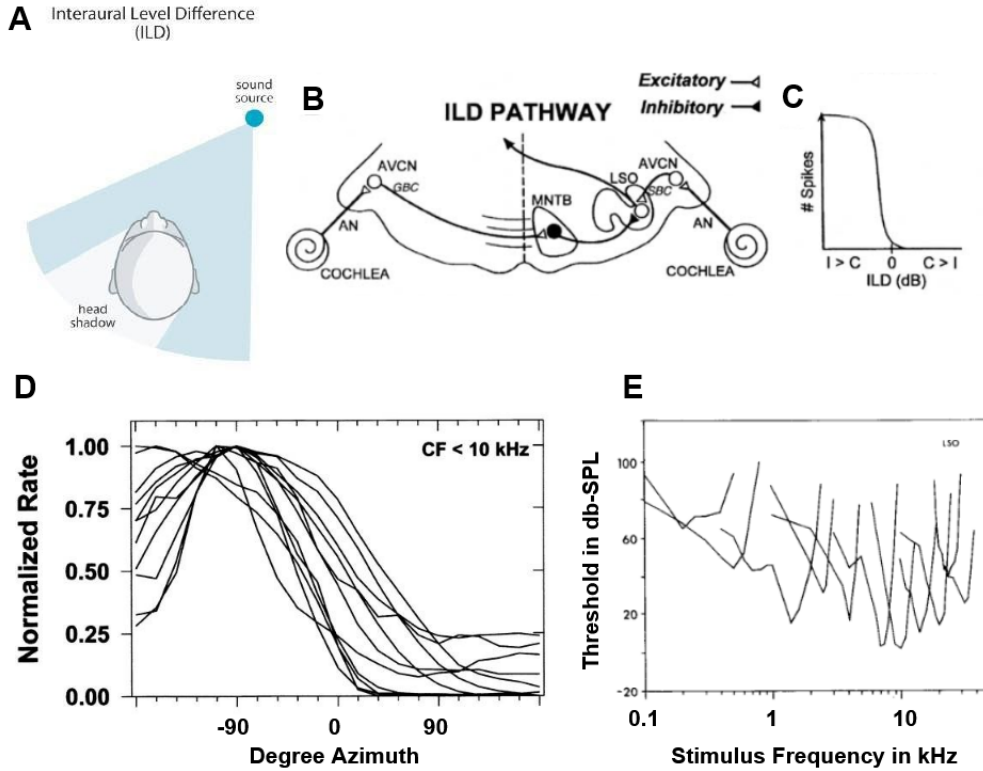 A
Interaural Level Difference
(ILD)
sound
source
head
shadow
B
Excitatory
Inhibitory
ILD PATHWAY
AVCN
GBC
AN
COCHLEA
MNTB
LSO
AVCN
SBC
AN
COCHLEA
C
# Spikes
I > C 0 C > I
ILD (dB)
D
CF < 10 kHz
Normalized Rate
1.00
0.75
0.50
0.25
0.00
-90 0 90
Degree Azimuth
E
LSO
Threshold in db-SPL
100
60
20
-20
0.1 1 10
Stimulus Frequency in kHz